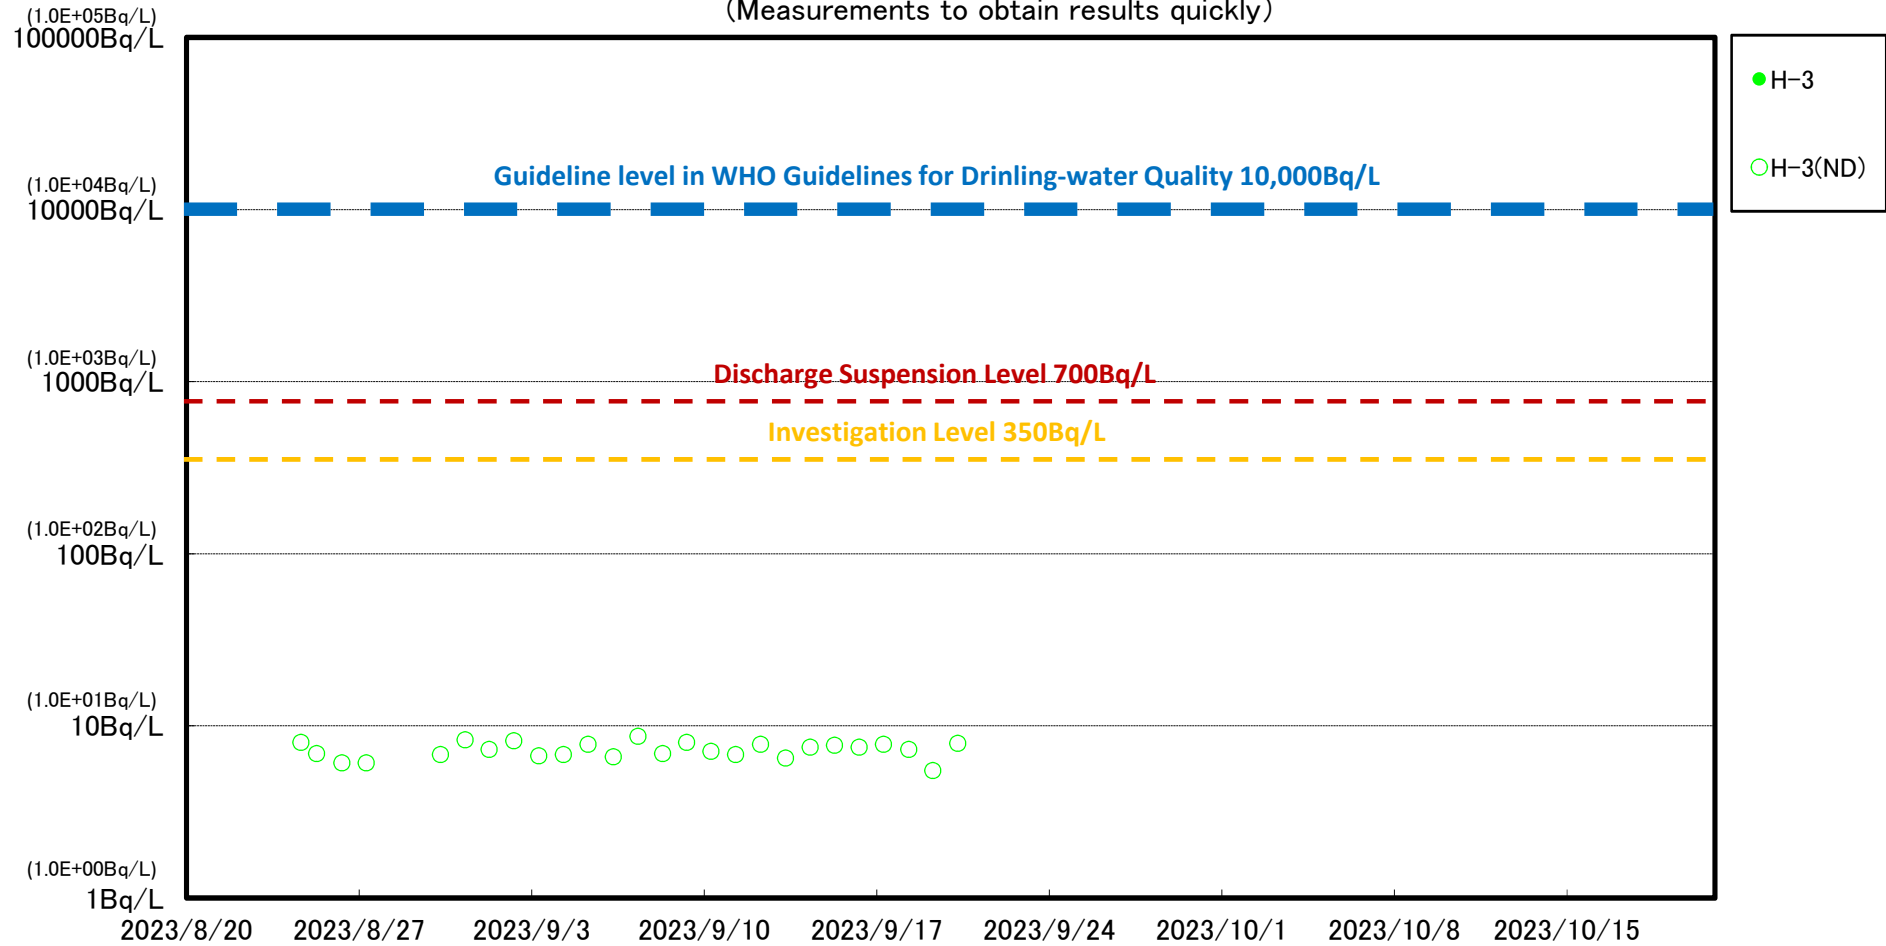 (Measurements to obtain results quickly)
(1.0E+05Bq/L)
100000Bq/L
H-3
H-3(ND)
Guideline level in WHO Guidelines for Drinling-water Quality 10,000Bq/L
(1.0E+04Bq/L)
10000Bq/L
(1.0E+03Bq/L)
1000Bq/L
Discharge Suspension Level 700Bq/L
Investigation Level 350Bq/L
(1.0E+02Bq/L)
100Bq/L
(1.0E+01Bq/L)
10Bq/L
(1.0E+00Bq/L)
1Bq/L
2023/8/20 2023/8/27 2023/9/3 2023/9/10 2023/9/17 2023/9/24 2023/10/1 2023/10/8 2023/10/15